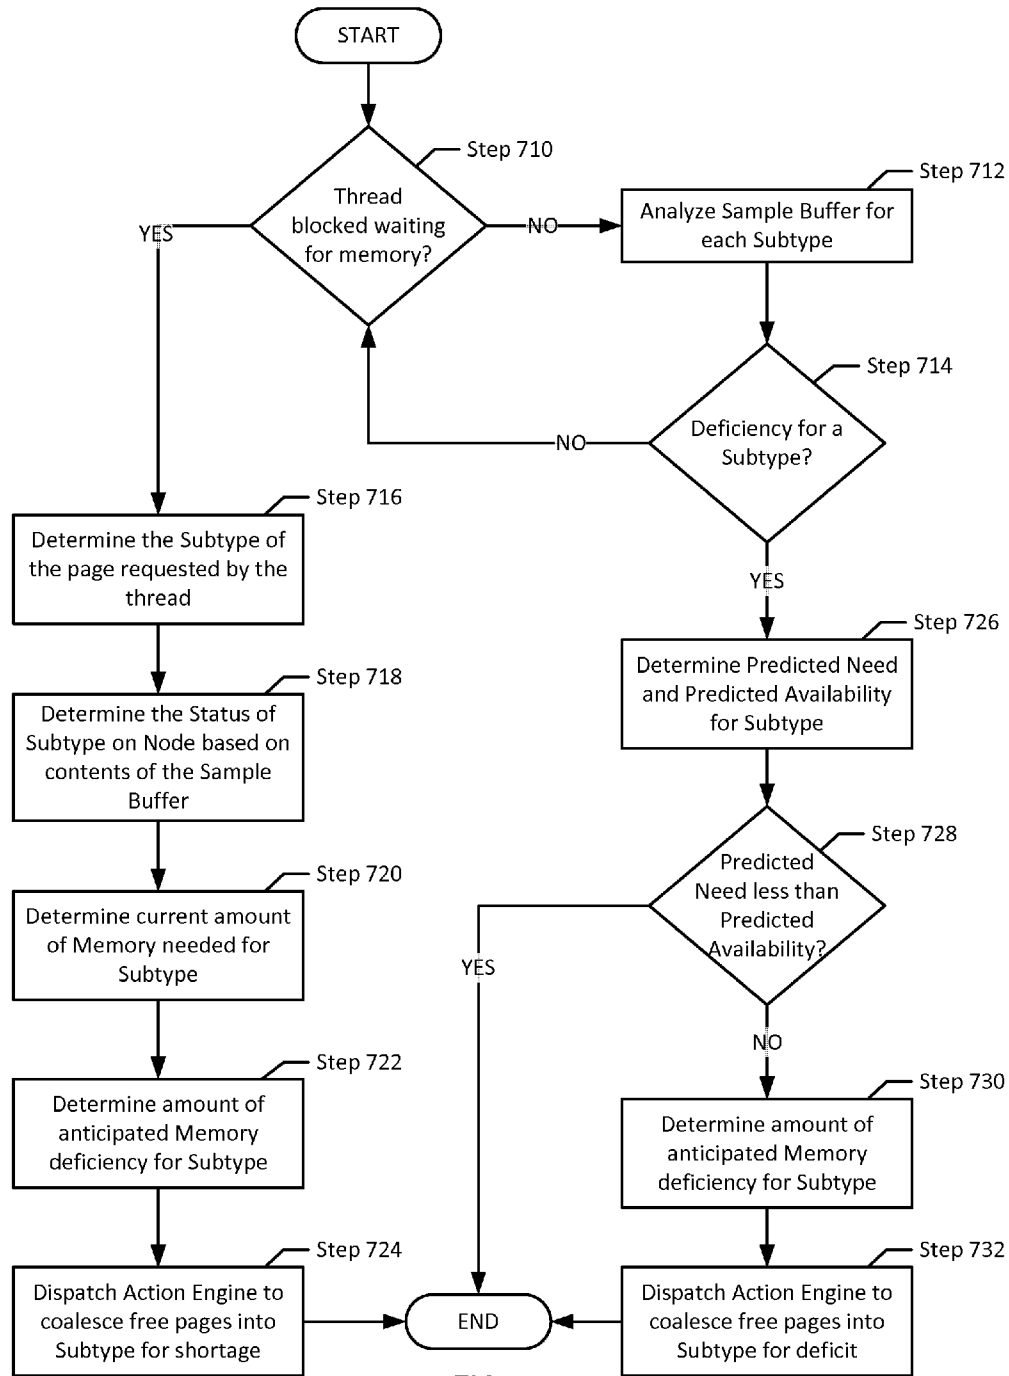 START
Step 710
Thread
blocked waiting
for memory?
YES
NO
Step 712
Analyze Sample Buffer for
each Subtype
Step 714
Deficiency for a
Subtype?
NO
YES
Step 716
Determine the Subtype of
the page requested by the
thread
Step 718
Determine the Status of
Subtype on Node based on
contents of the Sample
Buffer
Step 720
Determine current amount
of Memory needed for
Subtype
Step 722
Determine amount of
anticipated Memory
deficiency for Subtype
Step 724
Dispatch Action Engine to
coalesce free pages into
Subtype for shortage
Step 726
Determine Predicted Need
and Predicted Availability
for Subtype
Step 728
Predicted
Need less than
Predicted
Availability?
YES
NO
Step 730
Determine amount of
anticipated Memory
deficiency for Subtype
Step 732
Dispatch Action Engine to
coalesce free pages into
Subtype for deficit
END